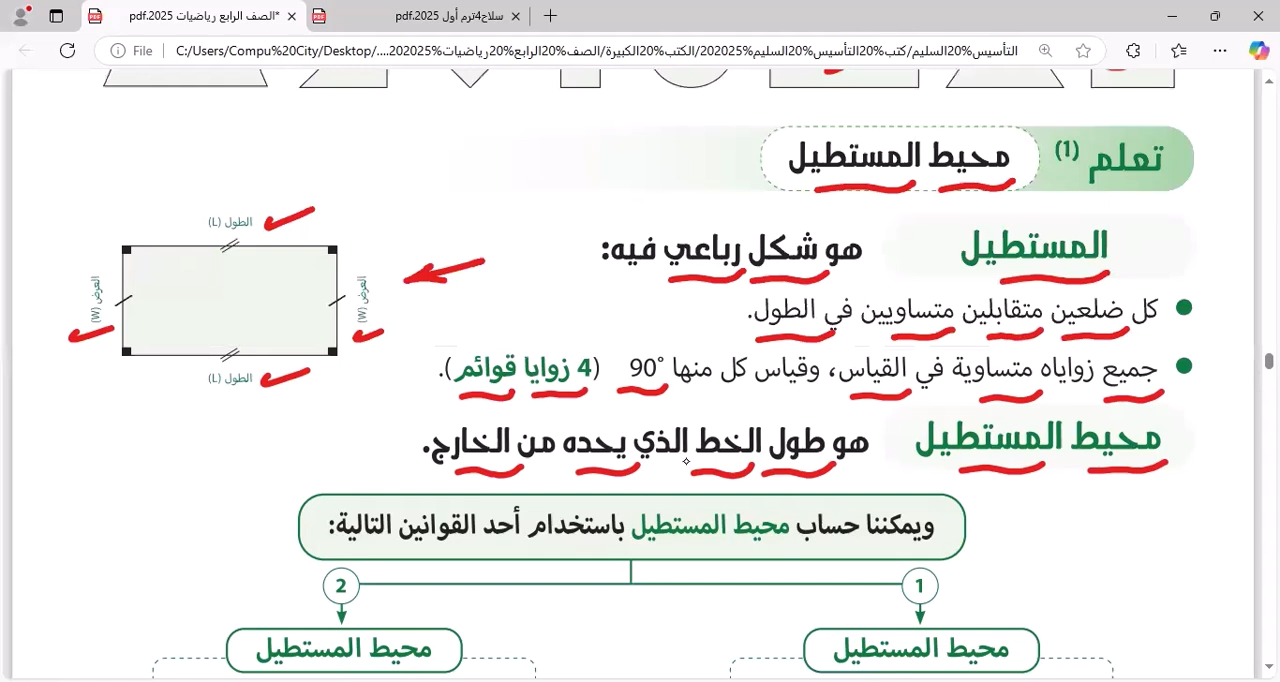 *الصف الرابع رياضيات 2025.pdf
سلاح4ترم أول 2025.pdf
File
C:/Users/Compu%20City/Desktop/....التأسيس%20السليم/كتب%20التأسيس%20السليم%202025/الكتب%20الكبيرة/الصف%20الرابع%20رياضيات%202025
تعلم (1) محيط المستطيل
المستطيل هو شكل رباعي فيه:
كل ضلعين متقابلين متساويين في الطول.
جميع زواياه متساوية في القياس، وقياس كل منها 90° (4 زوايا قوائم).
الطول (L)
العرض (W)
العرض (W)
الطول (L)
محيط المستطيل هو طول الخط الذي يحده من الخارج.
ويمكننا حساب محيط المستطيل باستخدام أحد القوانين التالية:
1
2
محيط المستطيل
محيط المستطيل